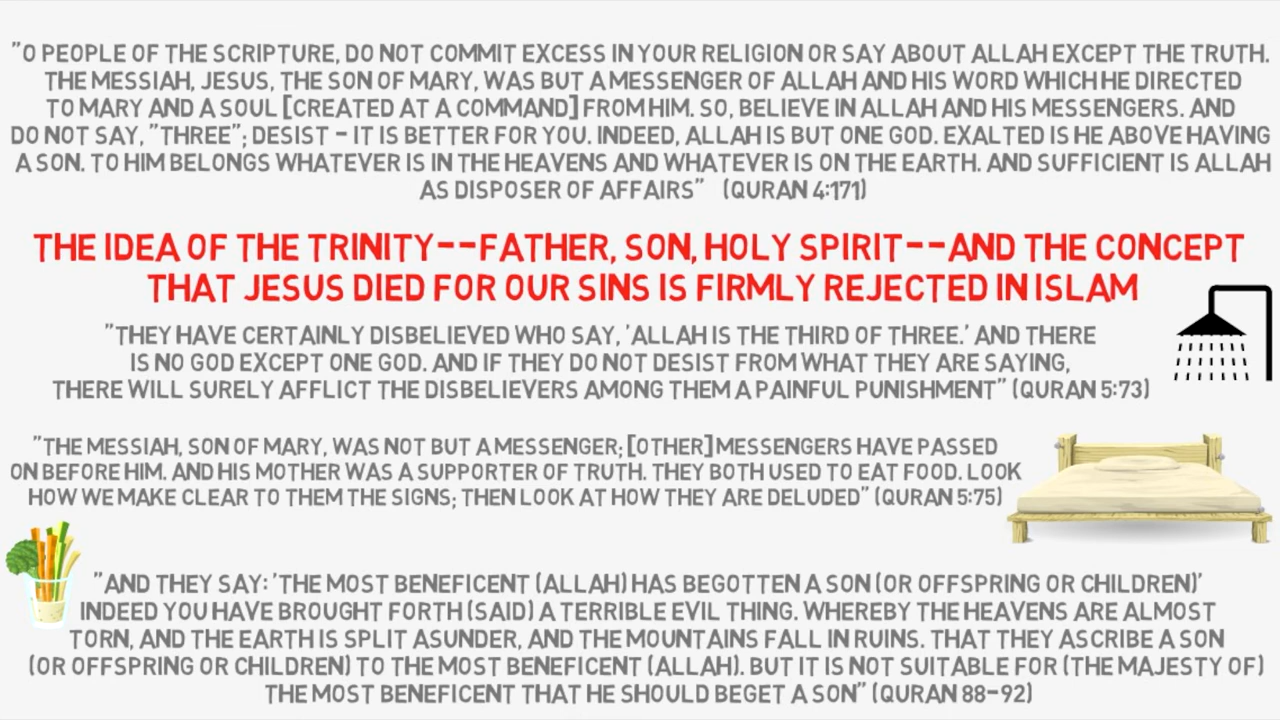 "O PEOPLE OF THE SCRIPTURE, DO NOT COMMIT EXCESS IN YOUR RELIGION OR SAY ABOUT ALLAH EXCEPT THE TRUTH.
THE MESSIAH, JESUS, THE SON OF MARY, WAS BUT A MESSENGER OF ALLAH AND HIS WORD WHICH HE DIRECTED
TO MARY AND A SOUL [CREATED AT A COMMAND] FROM HIM. SO, BELIEVE IN ALLAH AND HIS MESSENGERS. AND
DO NOT SAY, "THREE"; DESIST - IT IS BETTER FOR YOU. INDEED, ALLAH IS BUT ONE GOD. EXALTED IS HE ABOVE HAVING
A SON. TO HIM BELONGS WHATEVER IS IN THE HEAVENS AND WHATEVER IS ON THE EARTH. AND SUFFICIENT IS ALLAH
AS DISPOSER OF AFFAIRS" (QURAN 4:171)
THE IDEA OF THE TRINITY--FATHER, SON, HOLY SPIRIT--AND THE CONCEPT
THAT JESUS DIED FOR OUR SINS IS FIRMLY REJECTED IN ISLAM
"THEY HAVE CERTAINLY DISBELIEVED WHO SAY, 'ALLAH IS THE THIRD OF THREE.' AND THERE
IS NO GOD EXCEPT ONE GOD. AND IF THEY DO NOT DESIST FROM WHAT THEY ARE SAYING,
THERE WILL SURELY AFFLICT THE DISBELIEVERS AMONG THEM A PAINFUL PUNISHMENT" (QURAN 5:73)
"THE MESSIAH, SON OF MARY, WAS NOT BUT A MESSENGER; [OTHER] MESSENGERS HAVE PASSED
ON BEFORE HIM. AND HIS MOTHER WAS A SUPPORTER OF TRUTH. THEY BOTH USED TO EAT FOOD. LOOK
HOW WE MAKE CLEAR TO THEM THE SIGNS; THEN LOOK AT HOW THEY ARE DELUDED" (QURAN 5:75)
"AND THEY SAY: 'THE MOST BENEFICENT (ALLAH) HAS BEGOTTEN A SON (OR OFFSPRING OR CHILDREN)'
INDEED YOU HAVE BROUGHT FORTH (SAID) A TERRIBLE EVIL THING. WHEREBY THE HEAVENS ARE ALMOST
TORN, AND THE EARTH IS SPLIT ASUNDER, AND THE MOUNTAINS FALL IN RUINS. THAT THEY ASCRIBE A SON
(OR OFFSPRING OR CHILDREN) TO THE MOST BENEFICENT (ALLAH). BUT IT IS NOT SUITABLE FOR (THE MAJESTY OF)
THE MOST BENEFICENT THAT HE SHOULD BEGET A SON" (QURAN 88-92)